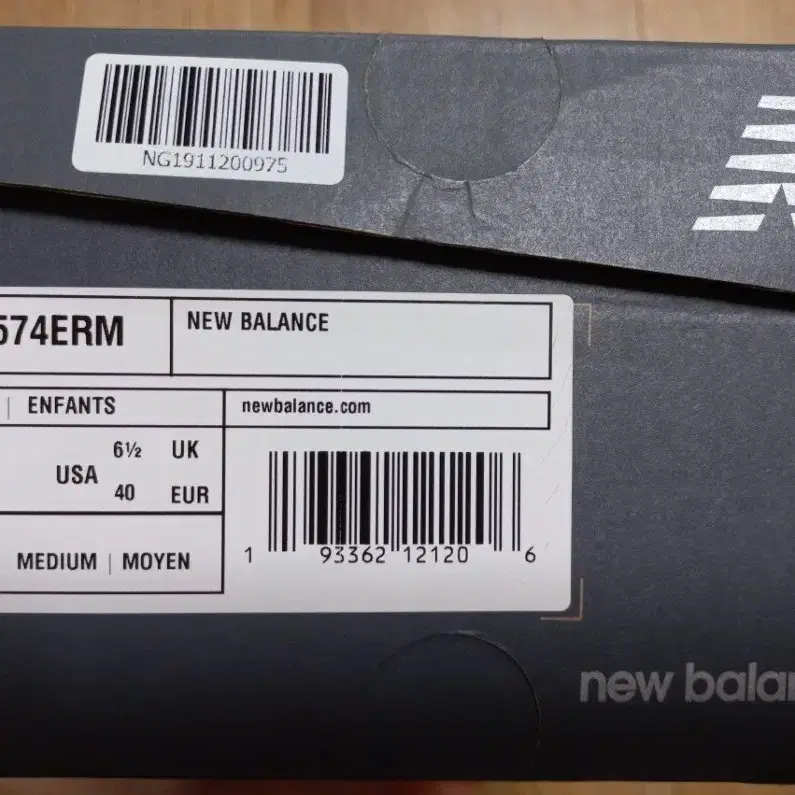 NG1911200975
574ERM
NEW BALANCE
| ENFANTS
newbalance.com
6½ UK
USA
40 EUR
MEDIUM | MOYEN
1 93362 12120 6
new balan